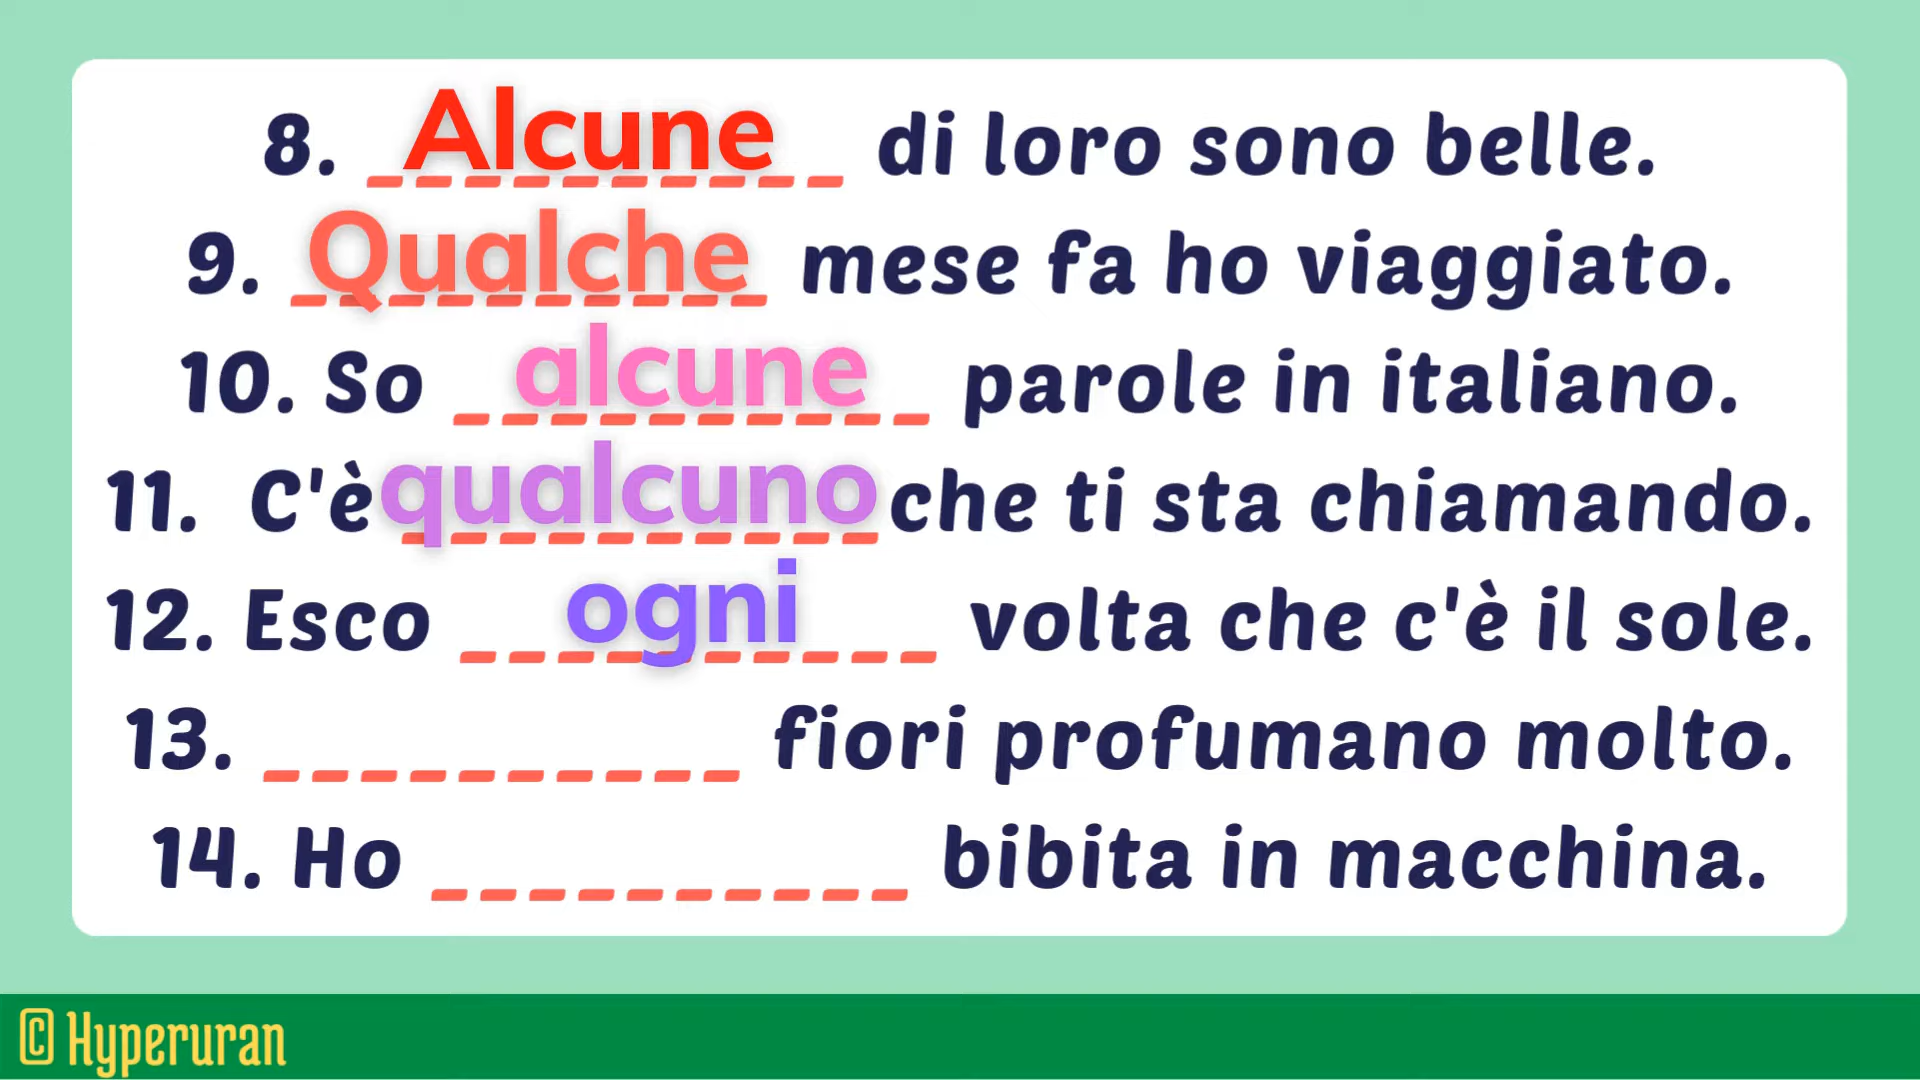 8. Alcune di loro sono belle.
9. Qualche mese fa ho viaggiato.
10. So alcune parole in italiano.
11. C'è qualcuno che ti sta chiamando.
12. Esco ogni volta che c'è il sole.
13. __________ fiori profumano molto.
14. Ho __________ bibita in macchina.
© Hyperuran